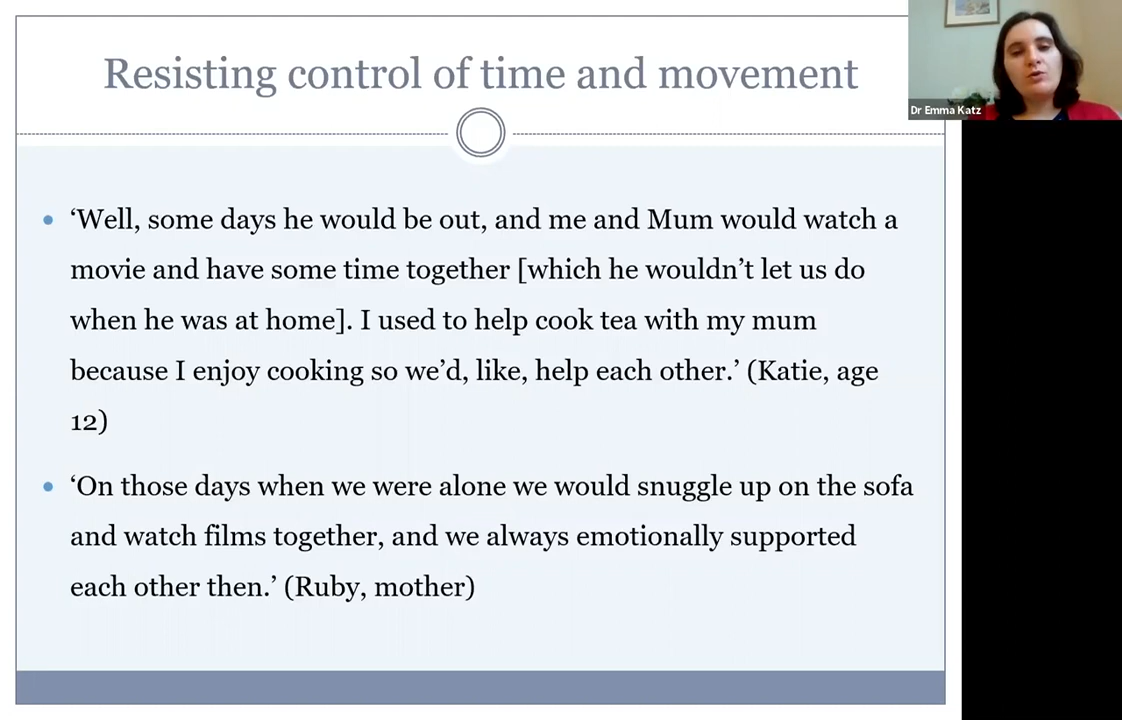 Resisting control of time and movement
Dr Emma Katz
• ‘Well, some days he would be out, and me and Mum would watch a
movie and have some time together [which he wouldn’t let us do
when he was at home]. I used to help cook tea with my mum
because I enjoy cooking so we’d, like, help each other.’ (Katie, age
12)
• ‘On those days when we were alone we would snuggle up on the sofa
and watch films together, and we always emotionally supported
each other then.’ (Ruby, mother)